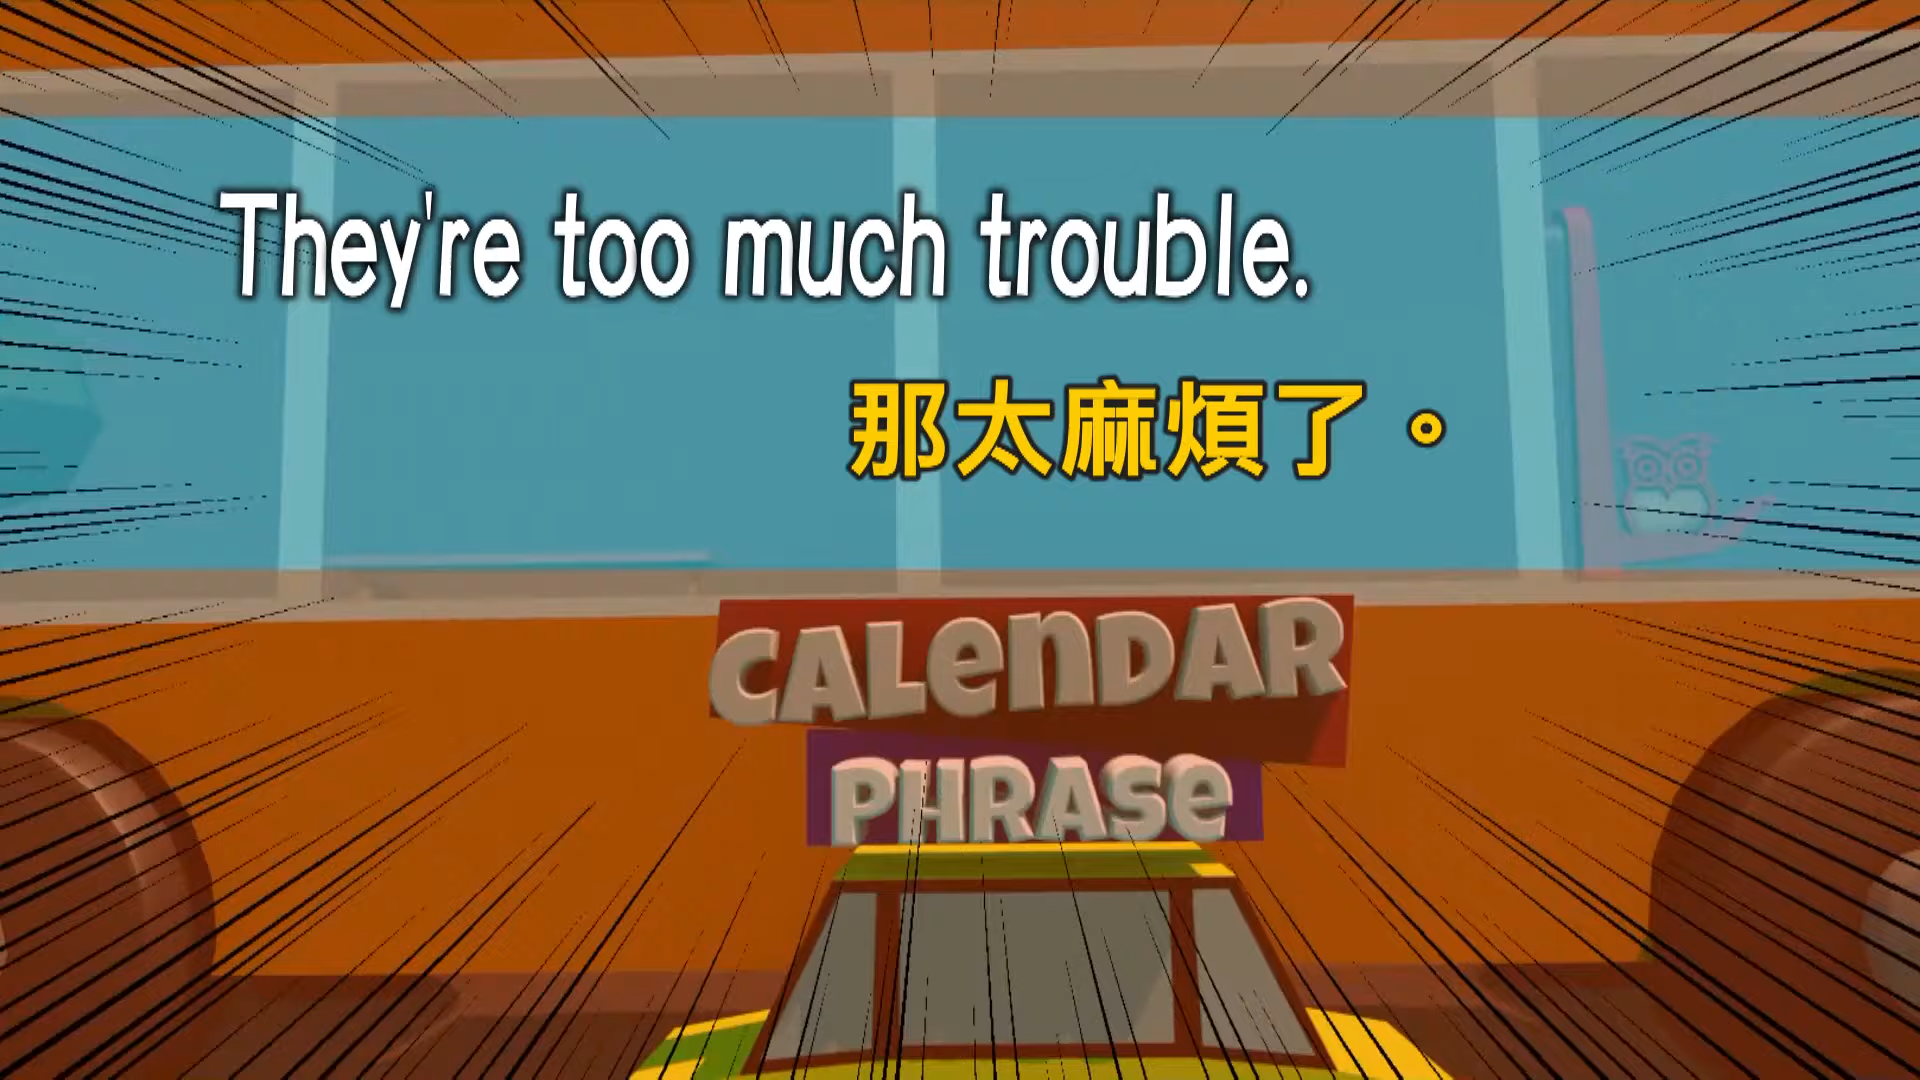 They're too much trouble.
那太麻煩了。
CALENDAR
PHRASE